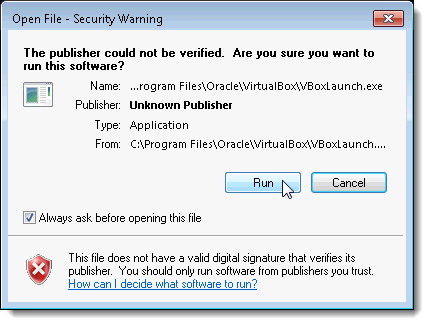 Open File - Security Warning
The publisher could not be verified.  Are you sure you want to
run this software?
Name: ...rogram Files\Oracle\VirtualBox\VBoxLaunch.exe
Publisher: Unknown Publisher
Type: Application
From: C:\Program Files\Oracle\VirtualBox\VBoxLaunch....
Run Cancel
Always ask before opening this file
This file does not have a valid digital signature that verifies its
publisher.  You should only run software from publishers you trust.
How can I decide what software to run?